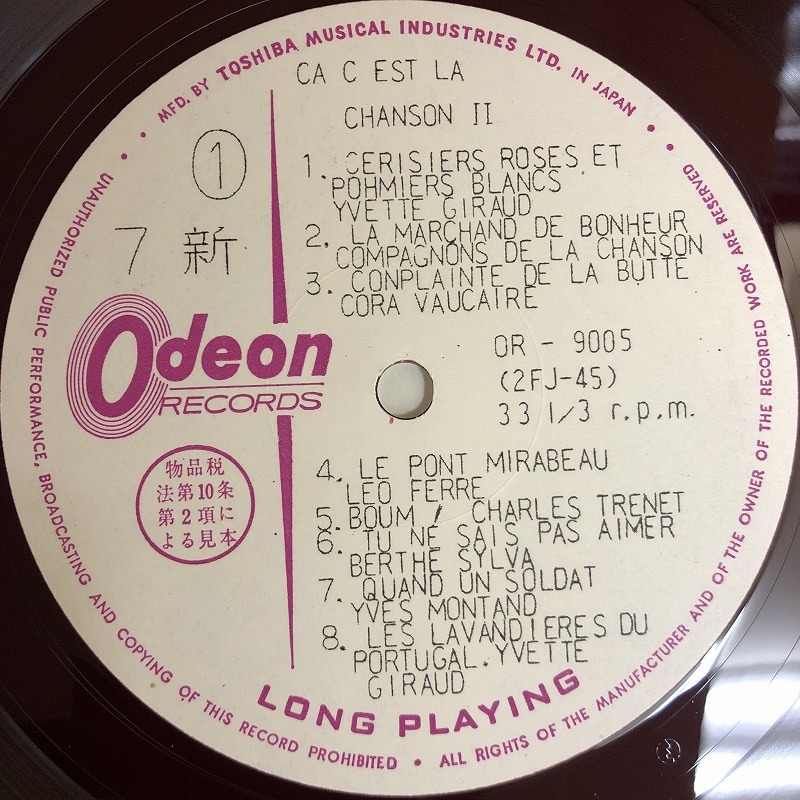 MFD. BY TOSHIBA MUSICAL INDUSTRIES LTD. IN JAPAN
CA C EST LA
CHANSON II
①
7 新
1. CERISIERS ROSES ET
POHMIERS BLANCS
YVETTE GIRAUD
2. LA MARCHAND DE BONHEUR
COMPAGNONS DE LA CHANSON
3. CONPLAINTE DE LA BUTTE
CORA VAUCAIRE
Odeon
RECORDS
OR - 9005
(2FJ-45)
33 1/3 r.p.m.
物品税
法第10条
第2項に
よる見本
4. LE PONT MIRABEAU
LEO FERRE
5. BOUM / CHARLES TRENET
6. TU NE SAIS PAS AIMER
BERTHE SYLVA
7. QUAND UN SOLDAT
YVES MONTAND
8. LES LAVANDIERES DU
PORTUGAL. YVETTE
GIRAUD
LONG PLAYING
UNAUTHORIZED PUBLIC PERFORMANCE, BROADCASTING AND COPYING OF THIS RECORD PROHIBITED • ALL RIGHTS OF THE MANUFACTURER AND OF THE OWNER OF THE RECORDED WORK ARE RESERVED